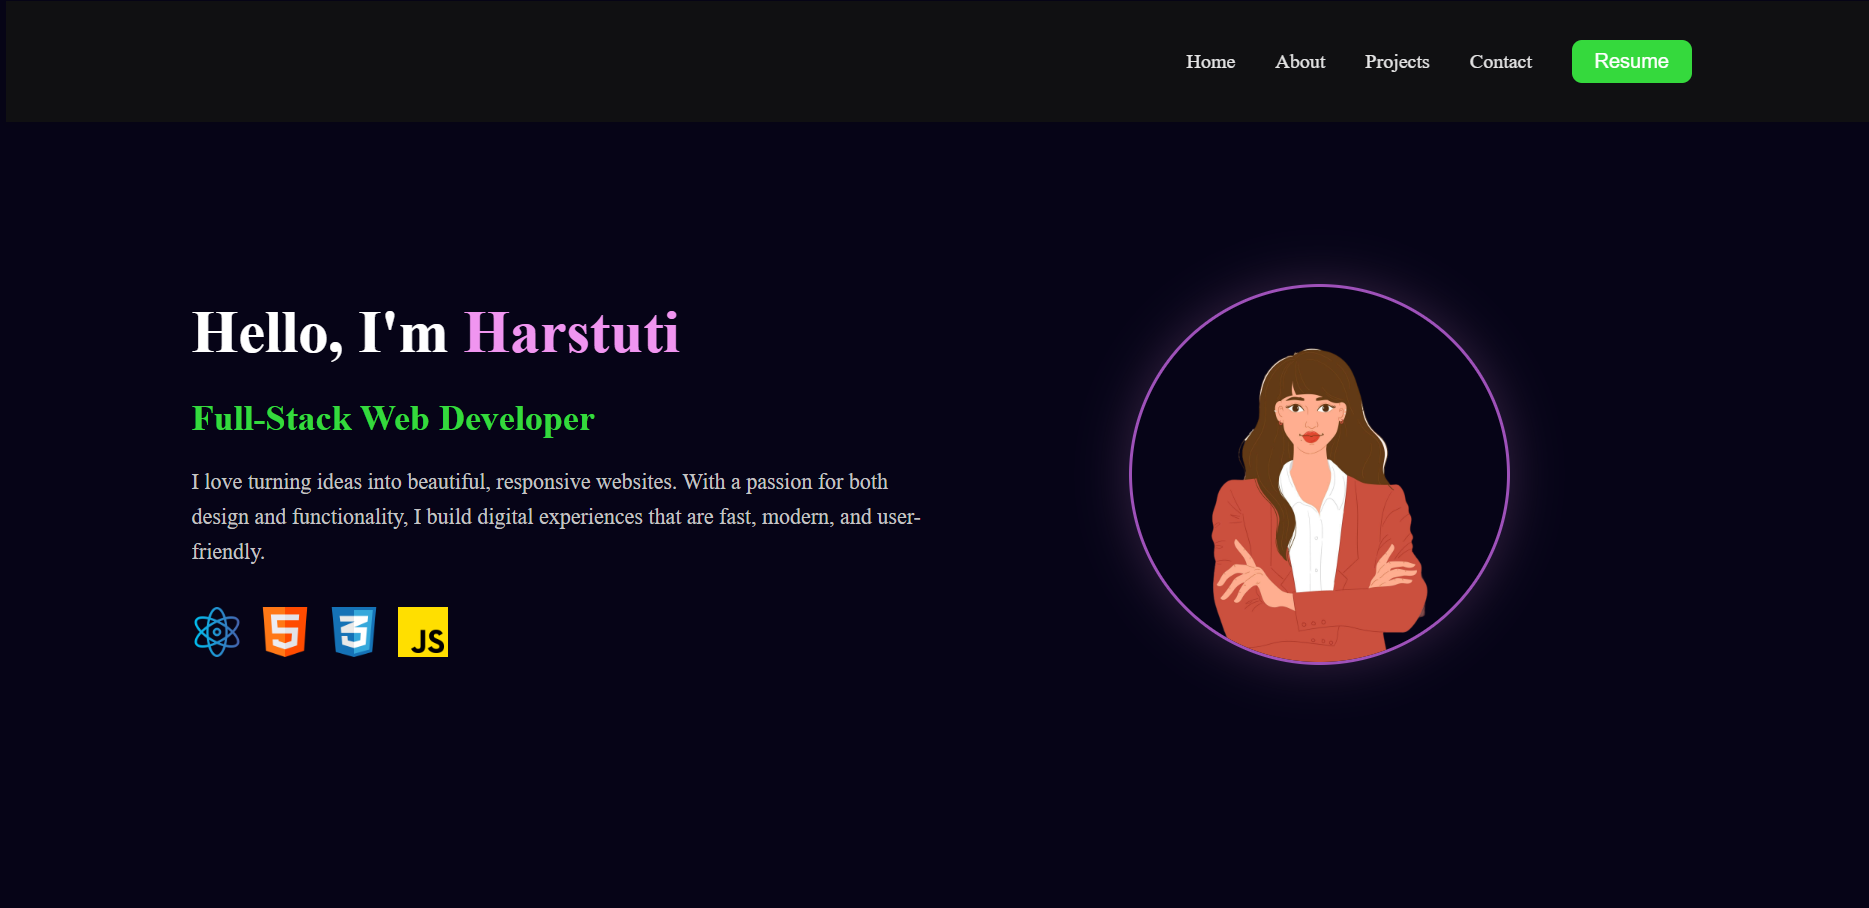 Home About Projects Contact Resume
Hello, I'm Harstuti
Full-Stack Web Developer
I love turning ideas into beautiful, responsive websites. With a passion for both
design and functionality, I build digital experiences that are fast, modern, and user-
friendly.
5 3 JS